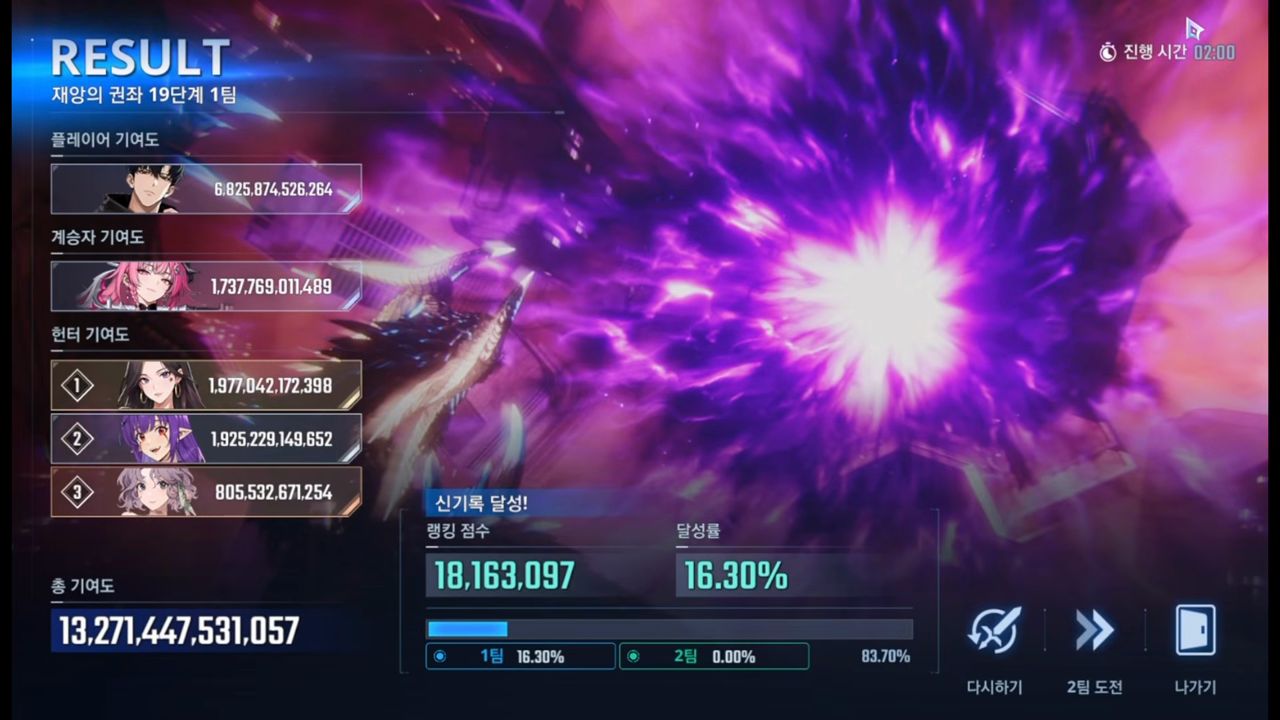 RESULT
재앙의 권좌 19단계 1팀
진행 시간 02:00
플레이어 기여도
6,825,874,526,264
계승자 기여도
1,737,769,011,489
헌터 기여도
1 1,977,042,172,398
2 1,925,229,149,652
3 805,532,671,254
총 기여도
13,271,447,531,057
신기록 달성!
랭킹 점수 달성률
18,163,097 16.30%
1팀 16.30% 2팀 0.00% 83.70%
다시하기 2팀 도전 나가기